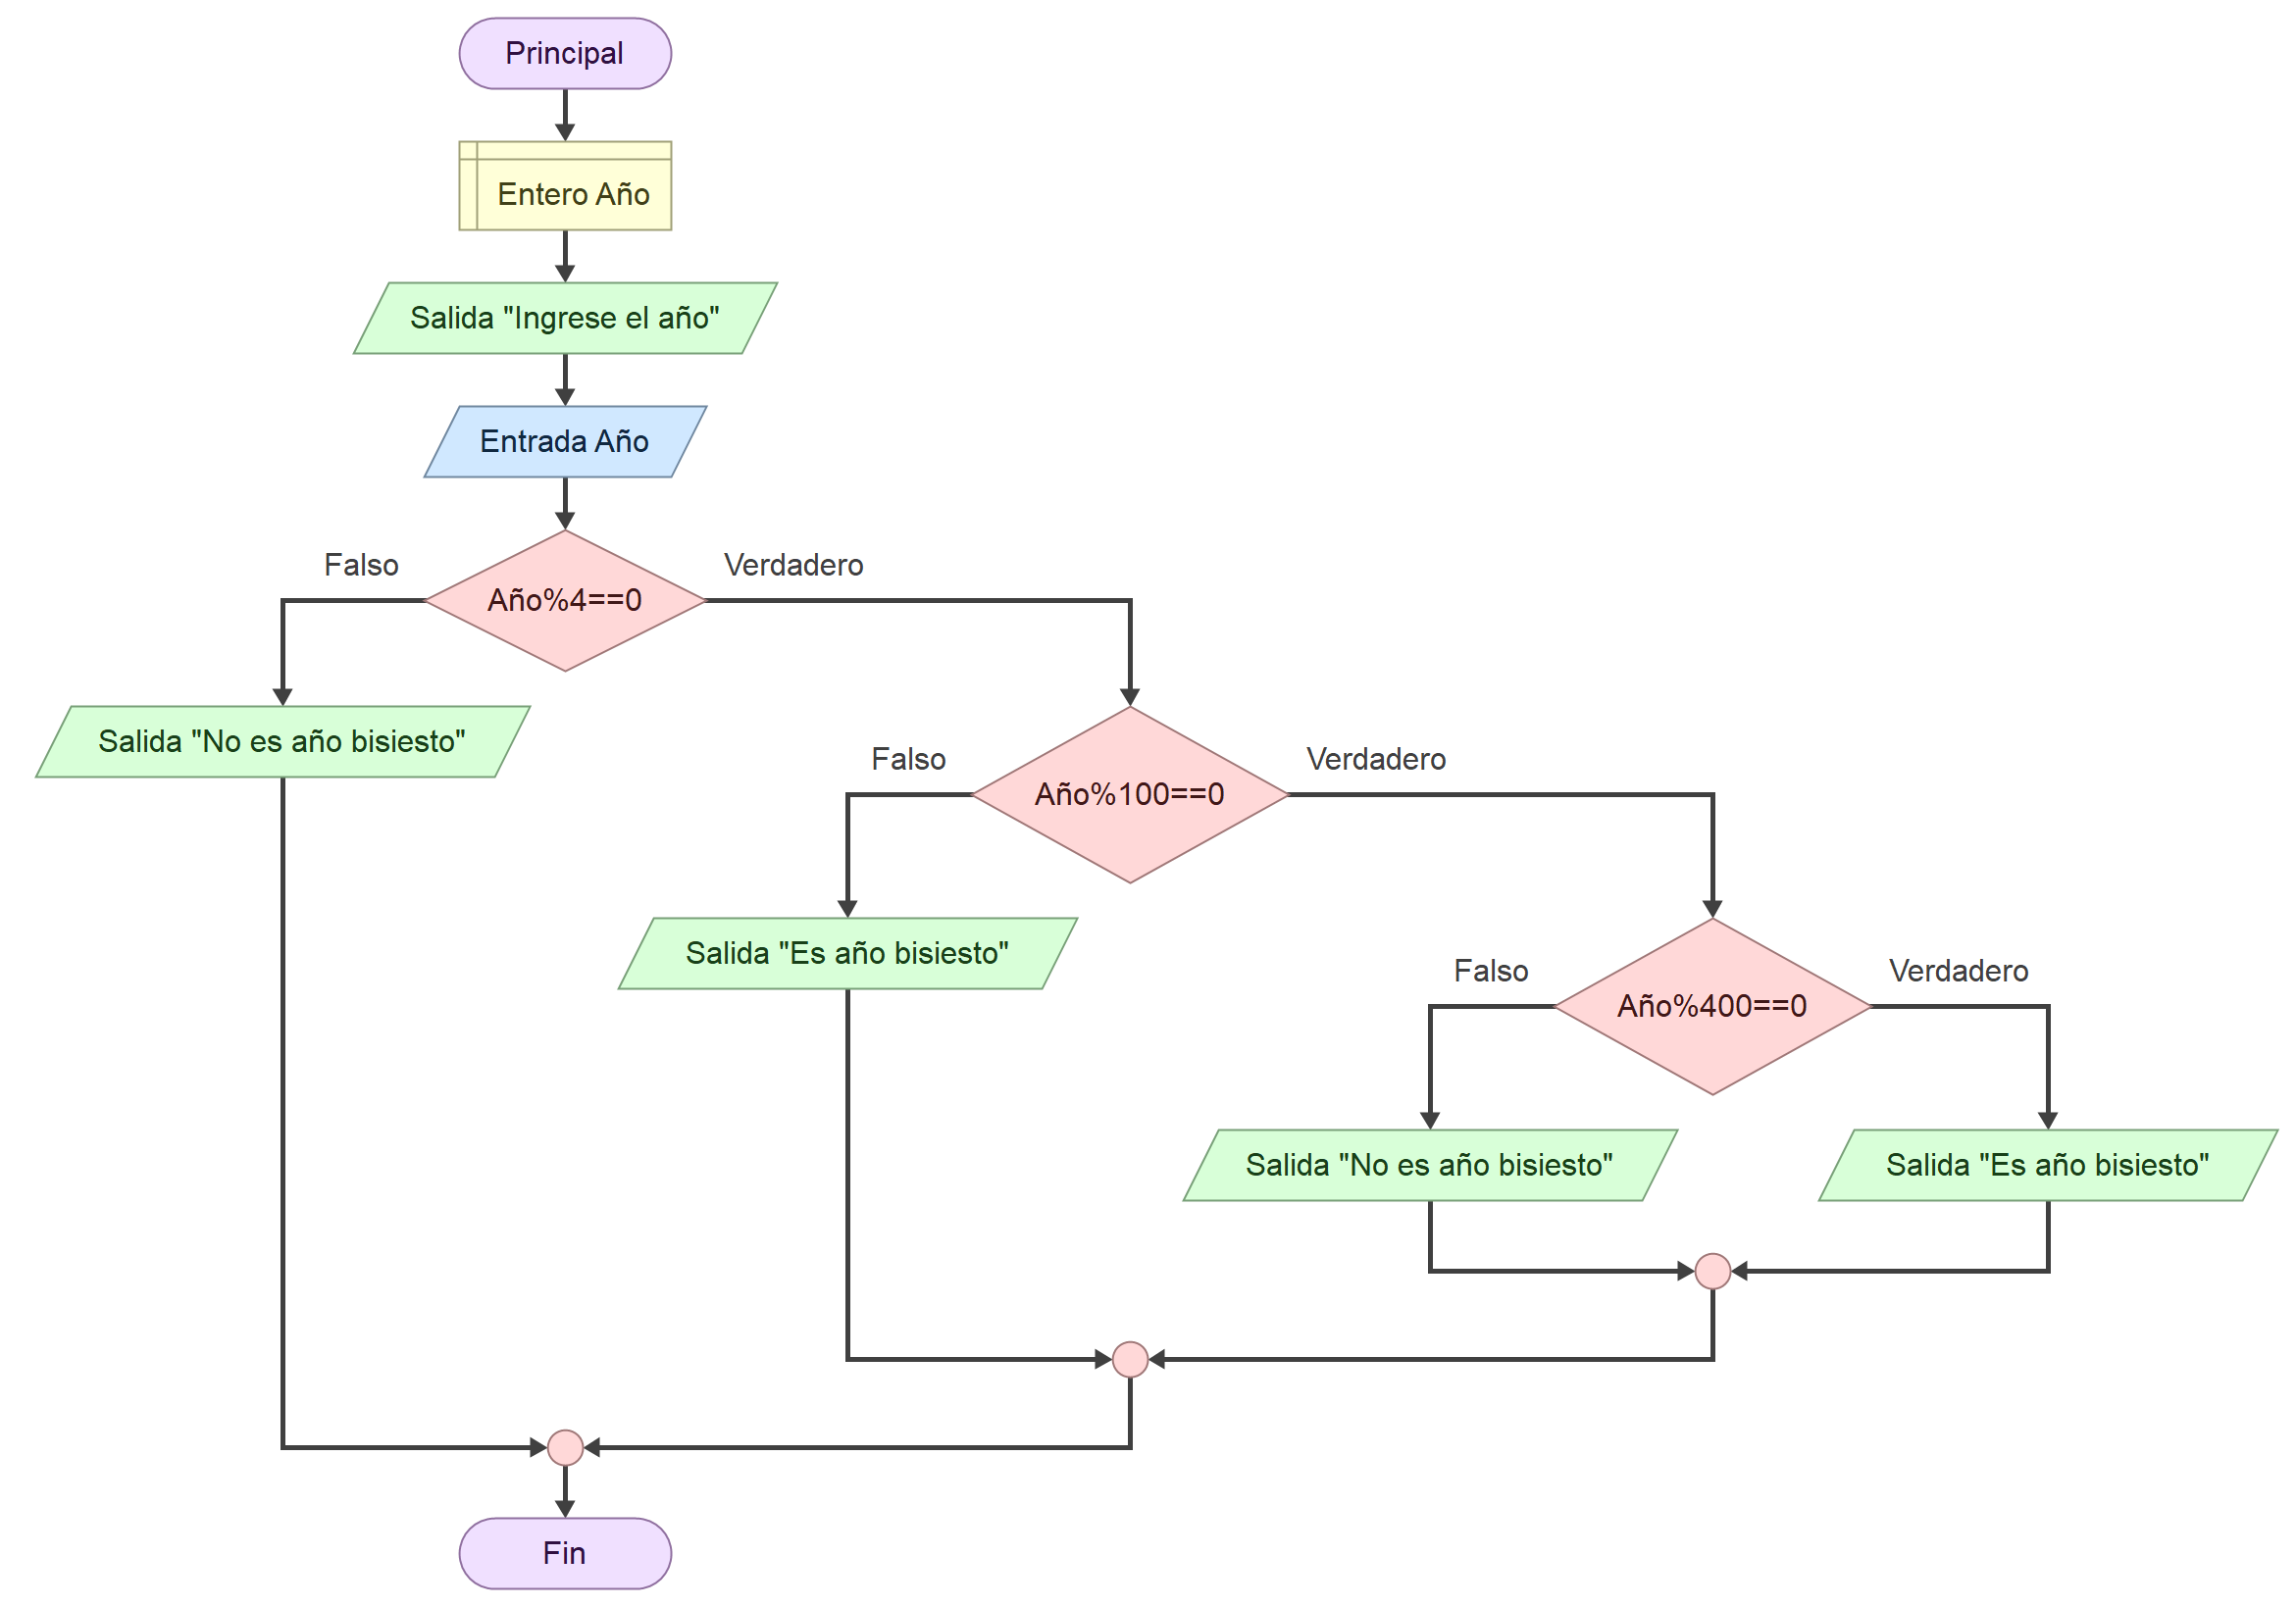 Principal
Entero Año
Salida "Ingrese el año"
Entrada Año
Falso
Verdadero
Año%4==0
Salida "No es año bisiesto"
Falso
Verdadero
Año%100==0
Salida "Es año bisiesto"
Falso
Verdadero
Año%400==0
Salida "No es año bisiesto"
Salida "Es año bisiesto"
Fin